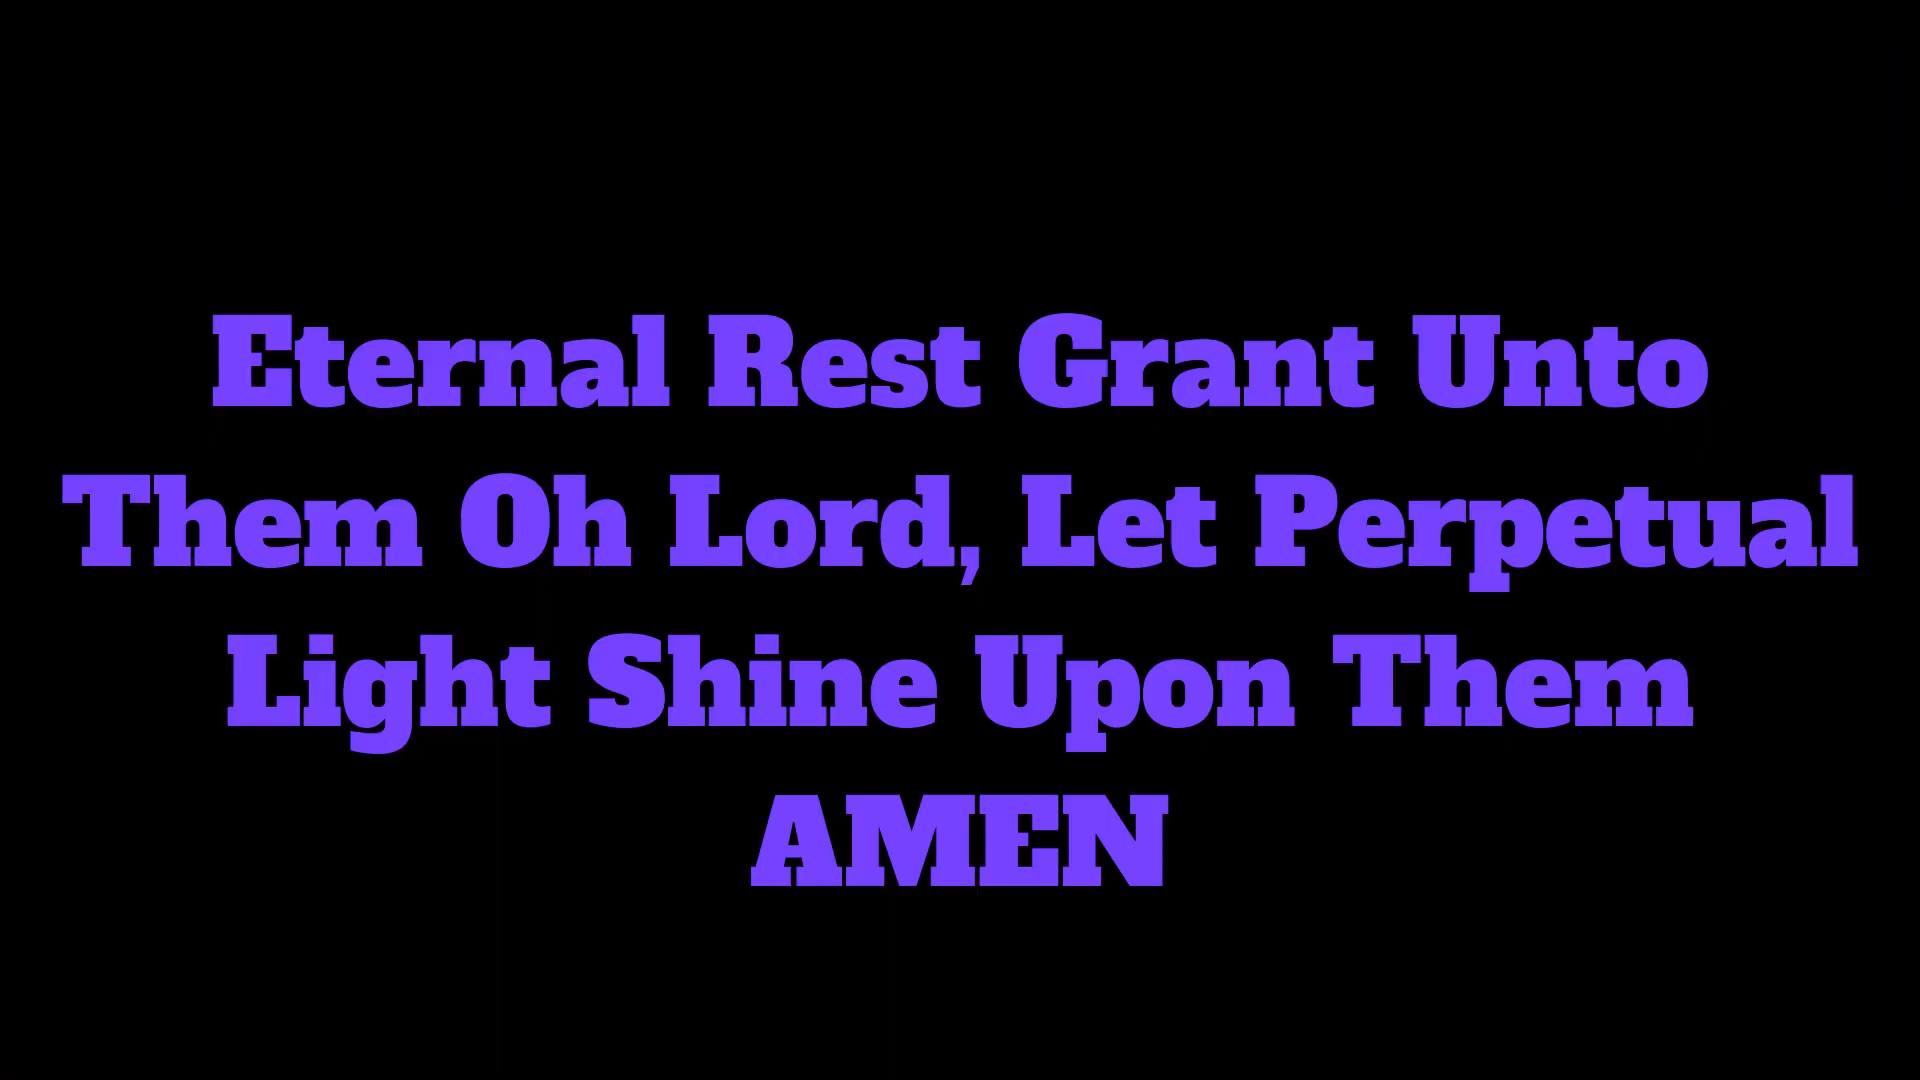 Eternal Rest Grant Unto
Them Oh Lord, Let Perpetual
Light Shine Upon Them
AMEN